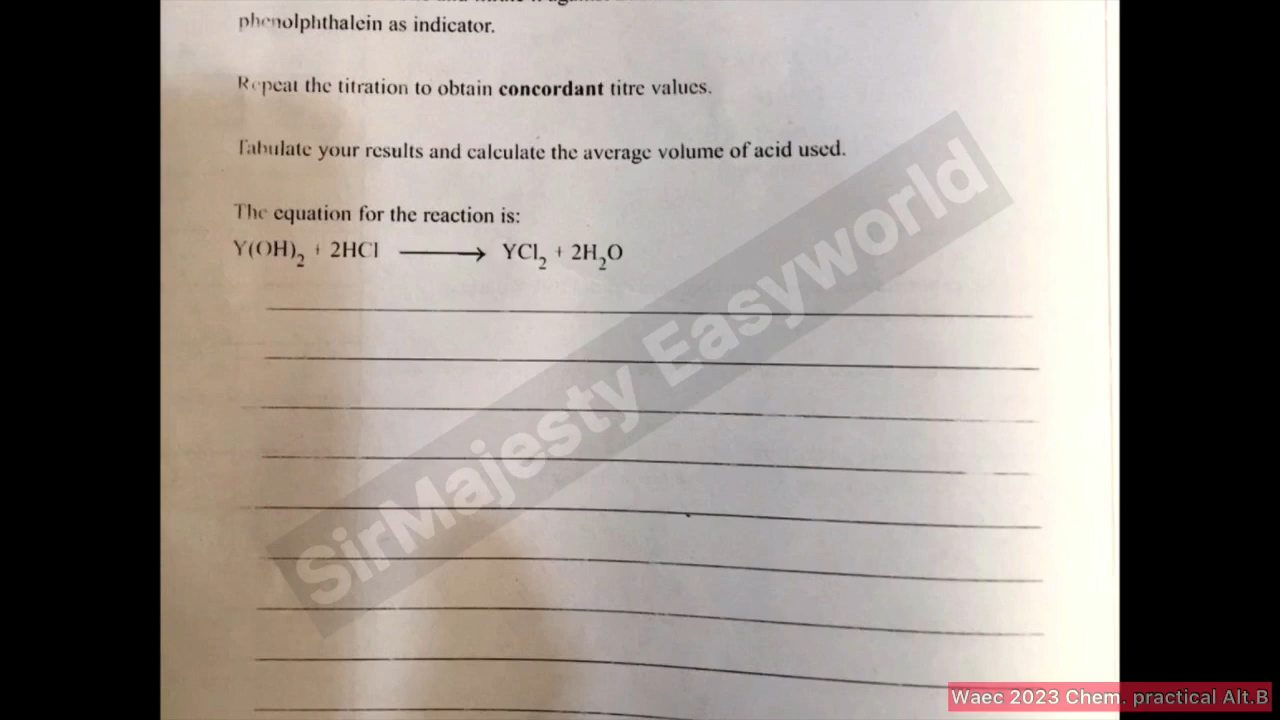 phenolphthalein as indicator.
Repeat the titration to obtain concordant titre values.
Tabulate your results and calculate the average volume of acid used.
The equation for the reaction is:
Y(OH)₂ + 2HCl ⟶ YCl₂ + 2H₂O
SirMajesty Easyworld
Waec 2023 Chem. practical Alt.B